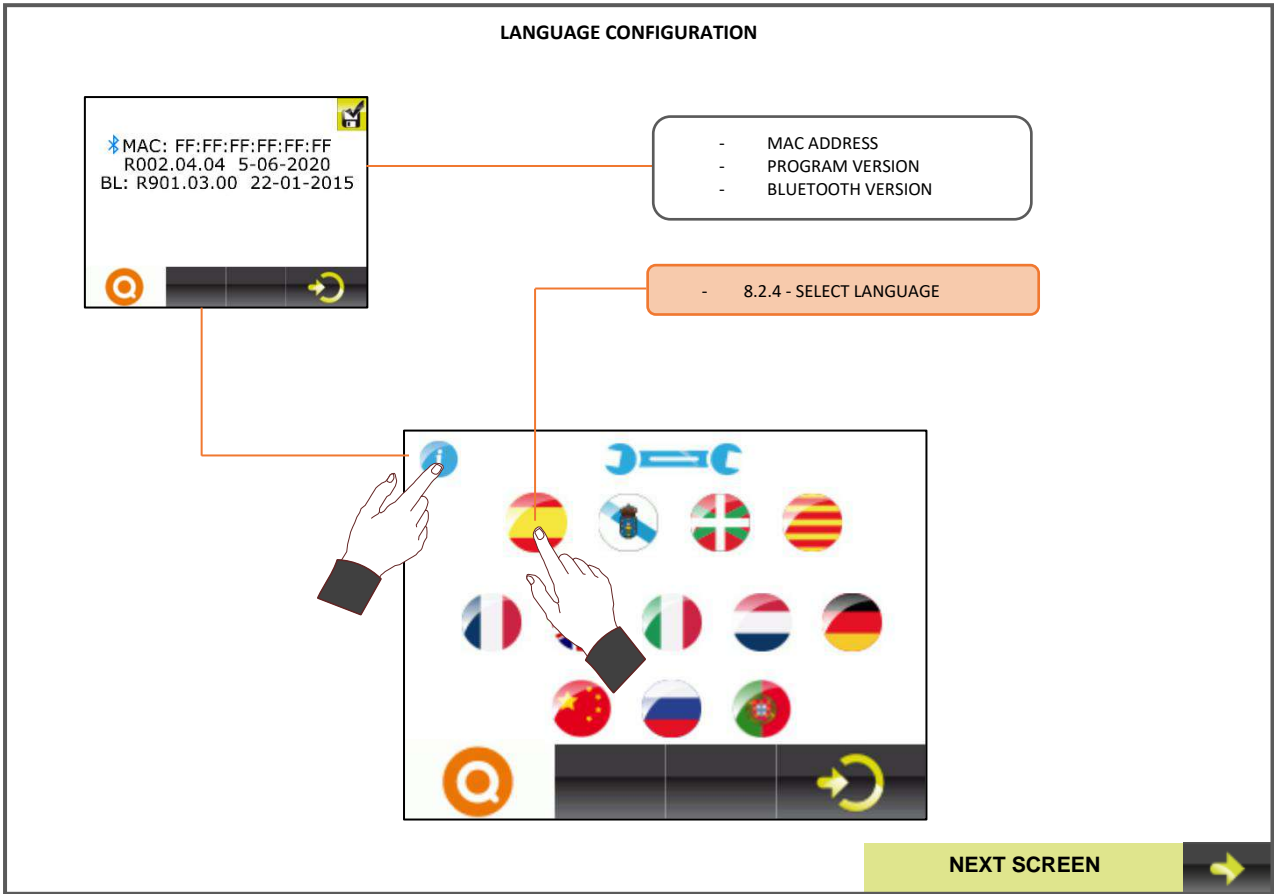 LANGUAGE CONFIGURATION
MAC: FF:FF:FF:FF:FF:FF
R002.04.04 5-06-2020
BL: R901.03.00 22-01-2015
- MAC ADDRESS
- PROGRAM VERSION
- BLUETOOTH VERSION
- 8.2.4 - SELECT LANGUAGE
i
NEXT SCREEN